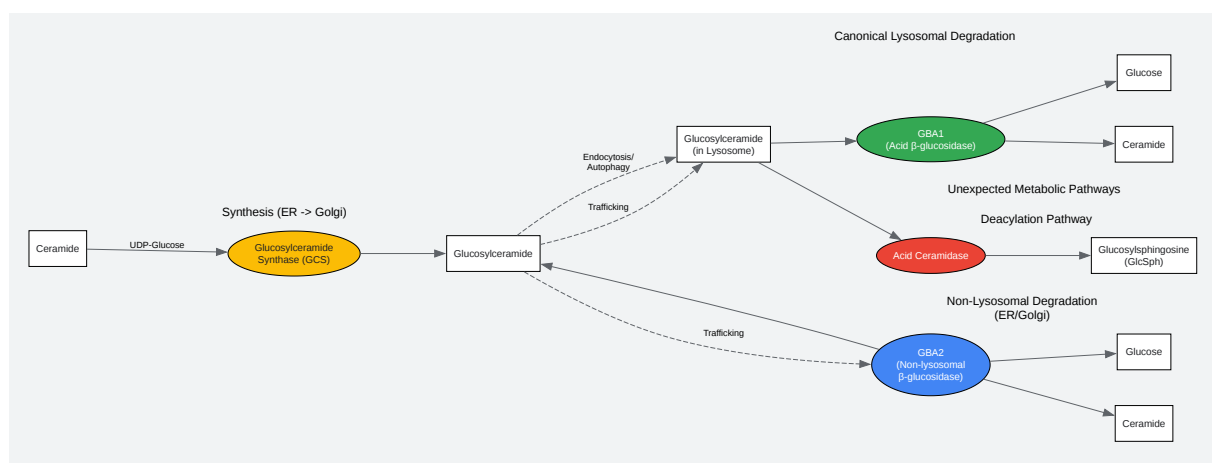 Canonical Lysosomal Degradation
Glucose
GBA1
(Acid β-glucosidase)
Glucosylceramide
(in Lysosome)
Ceramide
Endocytosis/
Autophagy
Unexpected Metabolic Pathways
Trafficking
Synthesis (ER -> Golgi)
Deacylation Pathway
Ceramide
UDP-Glucose
Glucosylceramide
Synthase (GCS)
Glucosylceramide
Acid Ceramidase
Glucosylsphingosine
(GlcSph)
Non-Lysosomal Degradation
(ER/Golgi)
Trafficking
GBA2
(Non-lysosomal
β-glucosidase)
Glucose
Ceramide